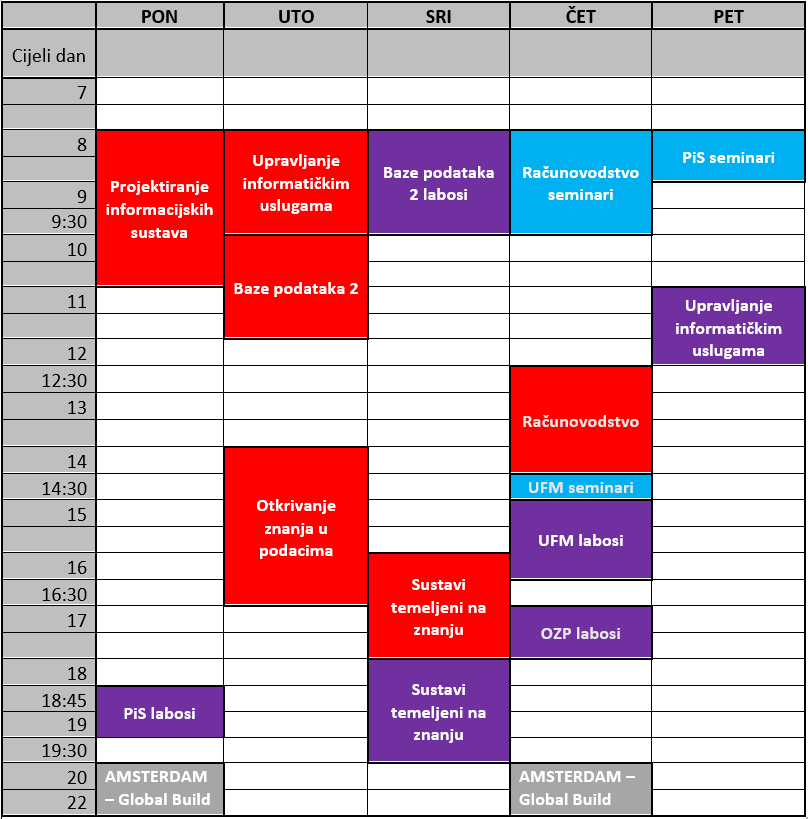 PON UTO SRI ČET PET
Cijeli dan
7
8
Projektiranje
informacijskih
sustava
Upravljanje
informatičkim
uslugama
Baze podataka
2 labosi
Računovodstvo
seminari
PiS seminari
9
9:30
10
Baze podataka 2
11
Upravljanje
informatičkim
uslugama
12
12:30
13
Računovodstvo
14
14:30
UFM seminari
Otkrivanje
znanja u
podacima
15
UFM labosi
16
16:30
Sustavi
temeljeni na
znanju
17
OZP labosi
18
18:45
PiS labosi
Sustavi
temeljeni na
znanju
19
19:30
20
AMSTERDAM
– Global Build
AMSTERDAM –
Global Build
22